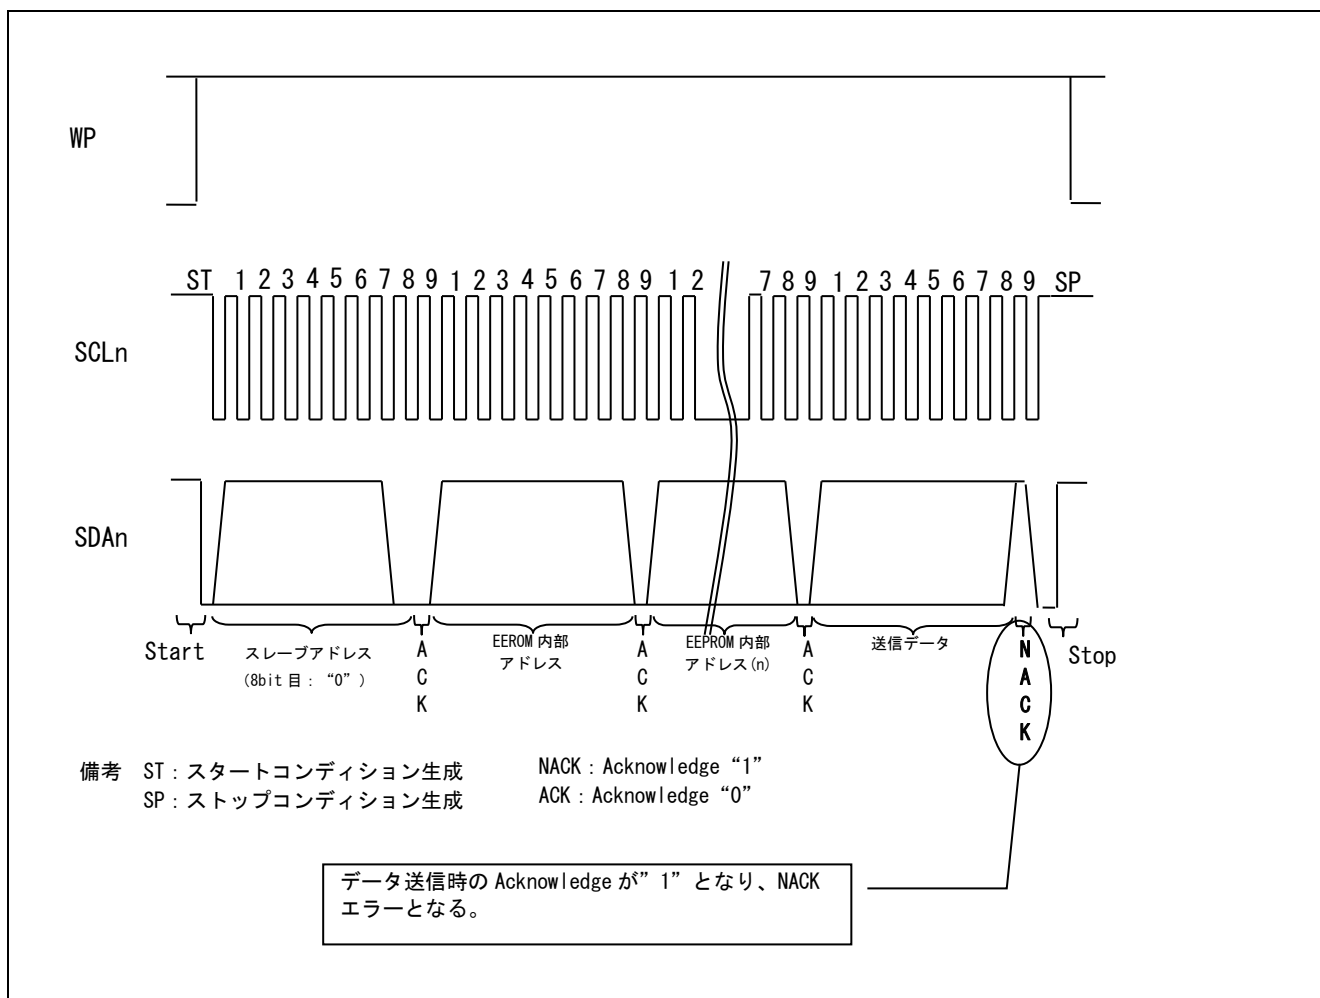 WP
ST 1 2 3 4 5 6 7 8 9 1 2 3 4 5 6 7 8 9 1 2 7 8 9 1 2 3 4 5 6 7 8 9 SP
SCLn
SDAn
Start
スレーブアドレス
(8bit 目 : “0” )
ACK
EEROM 内部
アドレス
ACK
EEPROM 内部
アドレス(n)
ACK
送信データ
NACK
Stop
備考 ST : スタートコンディション生成 NACK : Acknowledge “1”
SP : ストップコンディション生成 ACK : Acknowledge “0”
データ送信時の Acknowledge が” 1” となり、NACK
エラーとなる。